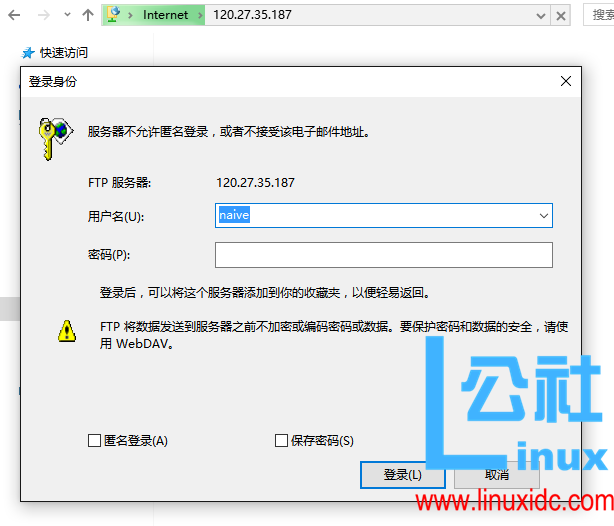 Internet 120.27.35.187
搜索
快速访问
登录身份
服务器不允许匿名登录，或者不接受该电子邮件地址。
FTP 服务器: 120.27.35.187
用户名(U): naive
密码(P):
登录后，可以将这个服务器添加到你的收藏夹，以便轻易返回。
FTP 将数据发送到服务器之前不加密或编码密码或数据。要保护密码和数据的安全，请使
用 WebDAV。
匿名登录(A) 保存密码(S)
登录(L) 取消
Linux公社
www.linuxidc.com